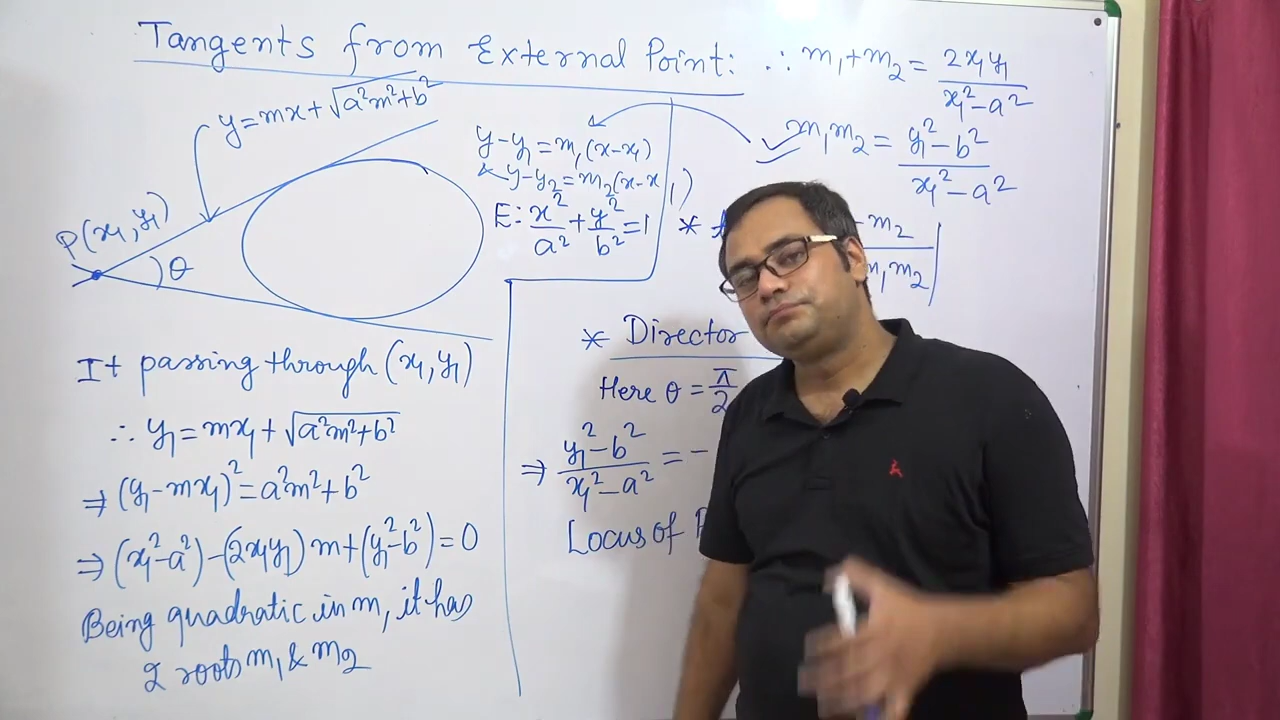 Tangents from External Point:
y=mx+√a²m²+b²
P(x₁,y₁)
θ
y-y₁=m₁(x-x₁)
& y-y₂=m₂(x-x₁)
E: x²/a² + y²/b² = 1
It passing through (x₁,y₁)
∴ y₁=mx₁+√a²m²+b²
⇒ (y₁-mx₁)²=a²m²+b²
⇒ (x₁²-a²)-(2x₁y₁)m+(y₁²-b²)=0
Being quadratic in m, it has
2 roots m₁ & m₂
∴ m₁+m₂ = 2x₁y₁/x₁²-a²
m₁m₂ = y₁²-b²/x₁²-a²
*
-m₂
m₁m₂
* Director
Here θ = π/2
⇒ y₁²-b²/x₁²-a² = -
Locus of P